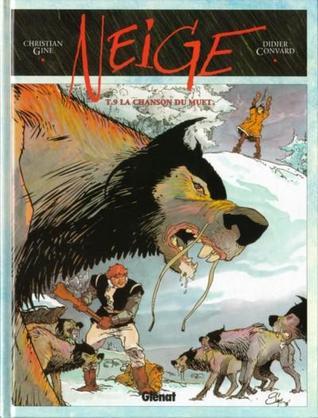 CHRISTIAN
GINE
NEIGE
DIDIER
CONVARD
T.9 LA CHANSON DU MUET
Glénat